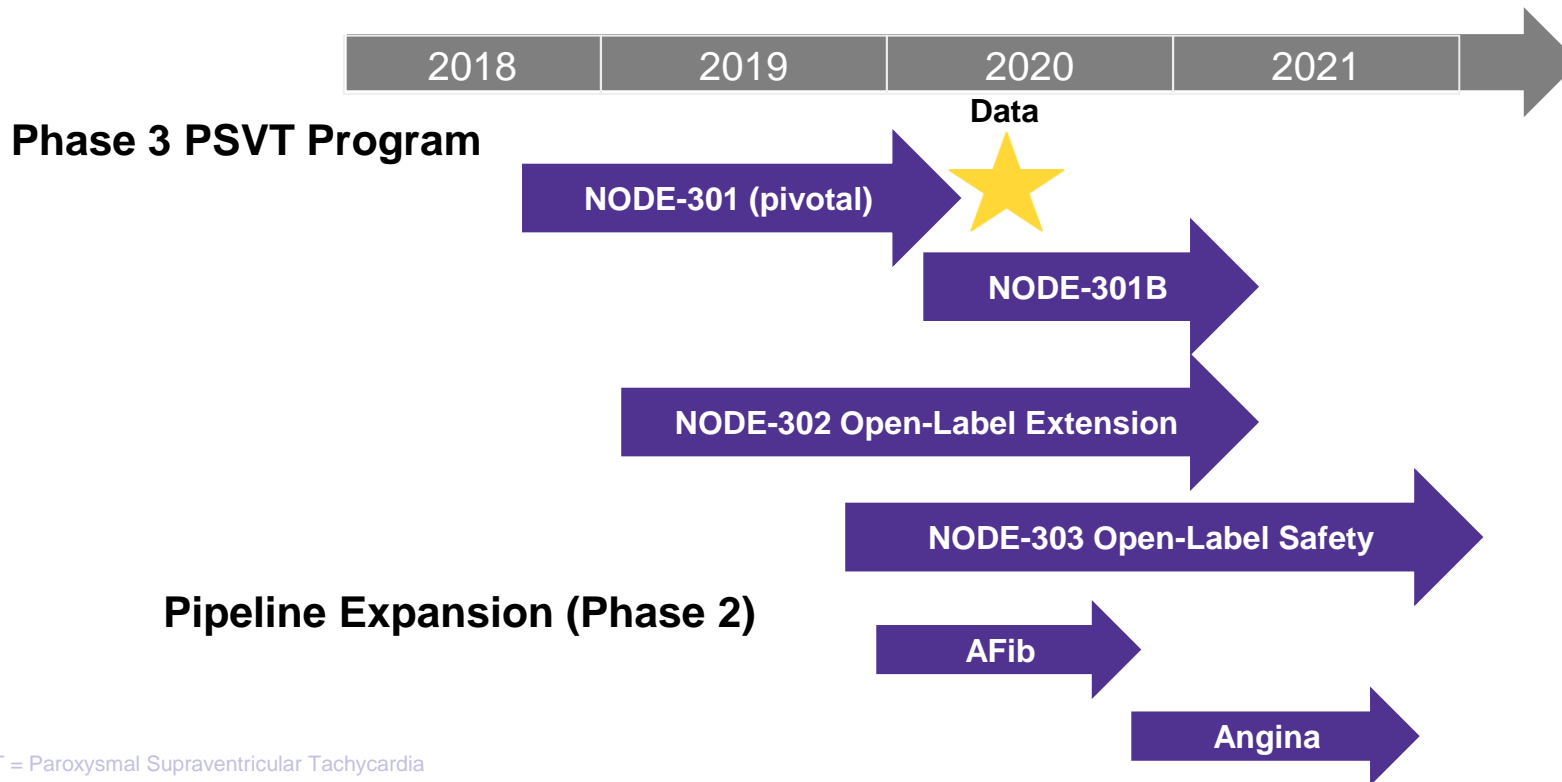 2018 2019 2020 2021
Data
Phase 3 PSVT Program
NODE-301 (pivotal)
NODE-301B
NODE-302 Open-Label Extension
NODE-303 Open-Label Safety
Pipeline Expansion (Phase 2)
AFib
Angina
= Paroxysmal Supraventricular Tachycardia